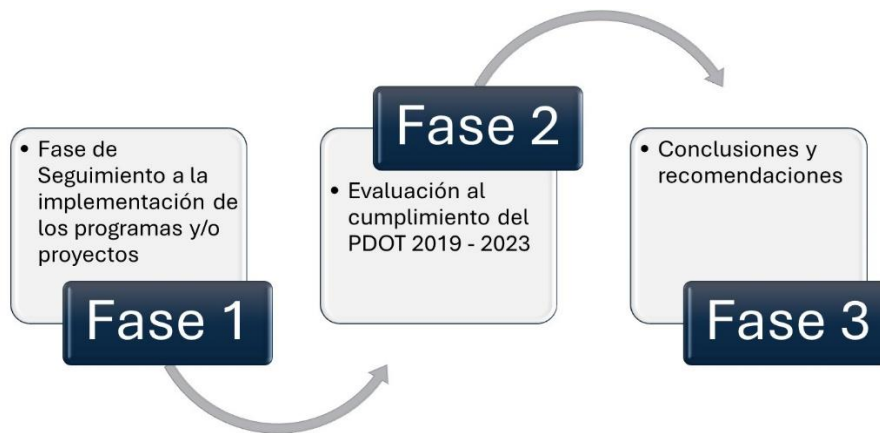 • Fase de
Seguimiento a la
implementación de
los programas y/o
proyectos
Fase 1
Fase 2
• Evaluación al
cumplimiento del
PDOT 2019 - 2023
• Conclusiones y
recomendaciones
Fase 3